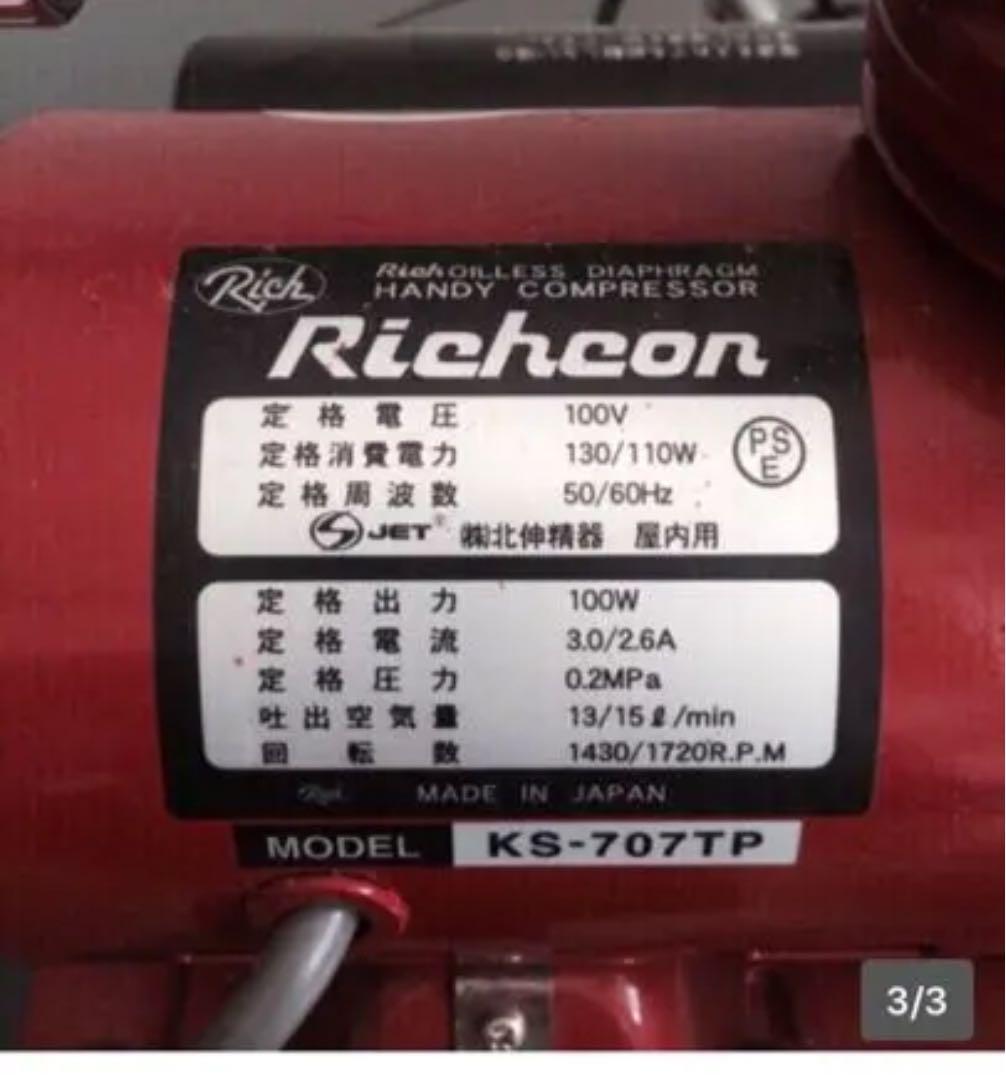 Rich
Rich OILLESS DIAPHRAGM
HANDY COMPRESSOR
Richcon
定格電圧 100V
定格消費電力 130/110W
定格周波数 50/60Hz
PSE
JET® ㈱北伸精器 屋内用
定格出力 100W
定格電流 3.0/2.6A
定格圧力 0.2MPa
吐出空気量 13/15ℓ/min
回転数 1430/1720R.P.M
Rich MADE IN JAPAN
MODEL KS-707TP
3/3